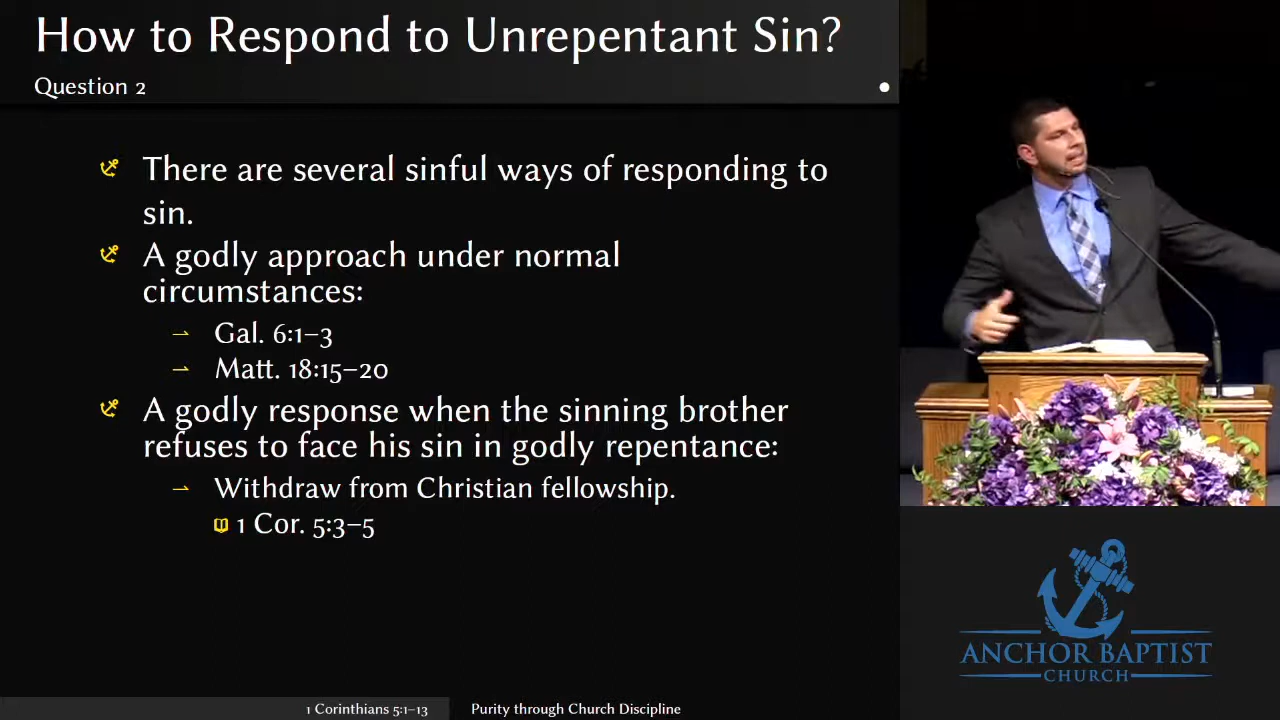 How to Respond to Unrepentant Sin?
Question 2
There are several sinful ways of responding to
sin.
A godly approach under normal
circumstances:
Gal. 6:1–3
Matt. 18:15–20
A godly response when the sinning brother
refuses to face his sin in godly repentance:
Withdraw from Christian fellowship.
1 Cor. 5:3–5
1 Corinthians 5:1–13
Purity through Church Discipline
ANCHOR BAPTIST
CHURCH